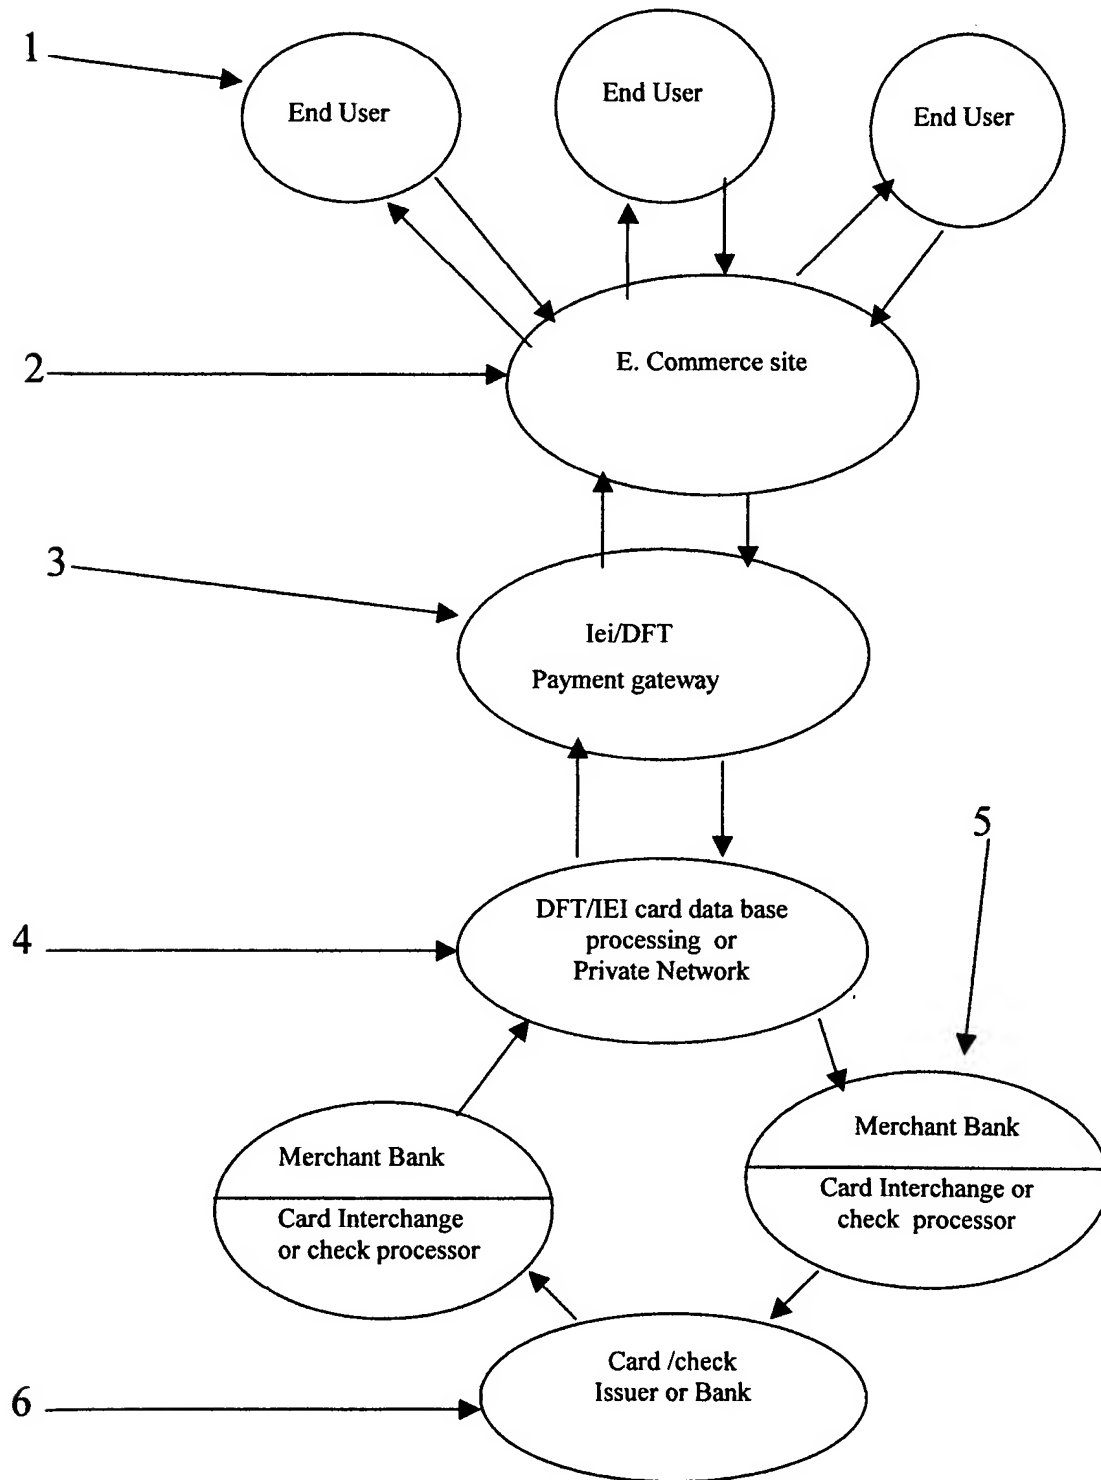 1
End User
End User
End User
2
E. Commerce site
3
Iei/DFT
Payment gateway
5
4
DFT/IEI card data base
processing or
Private Network
Merchant Bank
Card Interchange
or check processor
Merchant Bank
Card Interchange or
check processor
6
Card /check
Issuer or Bank